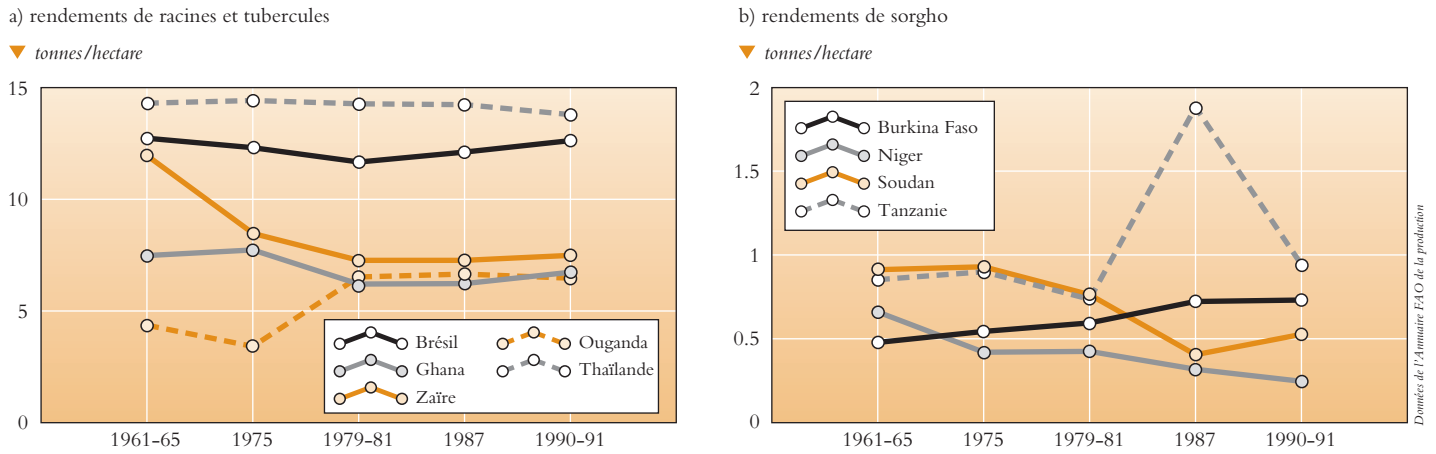 a) rendements de racines et tubercules
tonnes/hectare
15
10
5
0
1961–65
1975
1979–81
1987
1990–91
Brésil
Ghana
Zaïre
Ouganda
Thaïlande
b) rendements de sorgho
tonnes/hectare
2
1.5
1
0.5
0
1961–65
1975
1979–81
1987
1990–91
Burkina Faso
Niger
Soudan
Tanzanie
Données de l'Annuaire FAO de la production